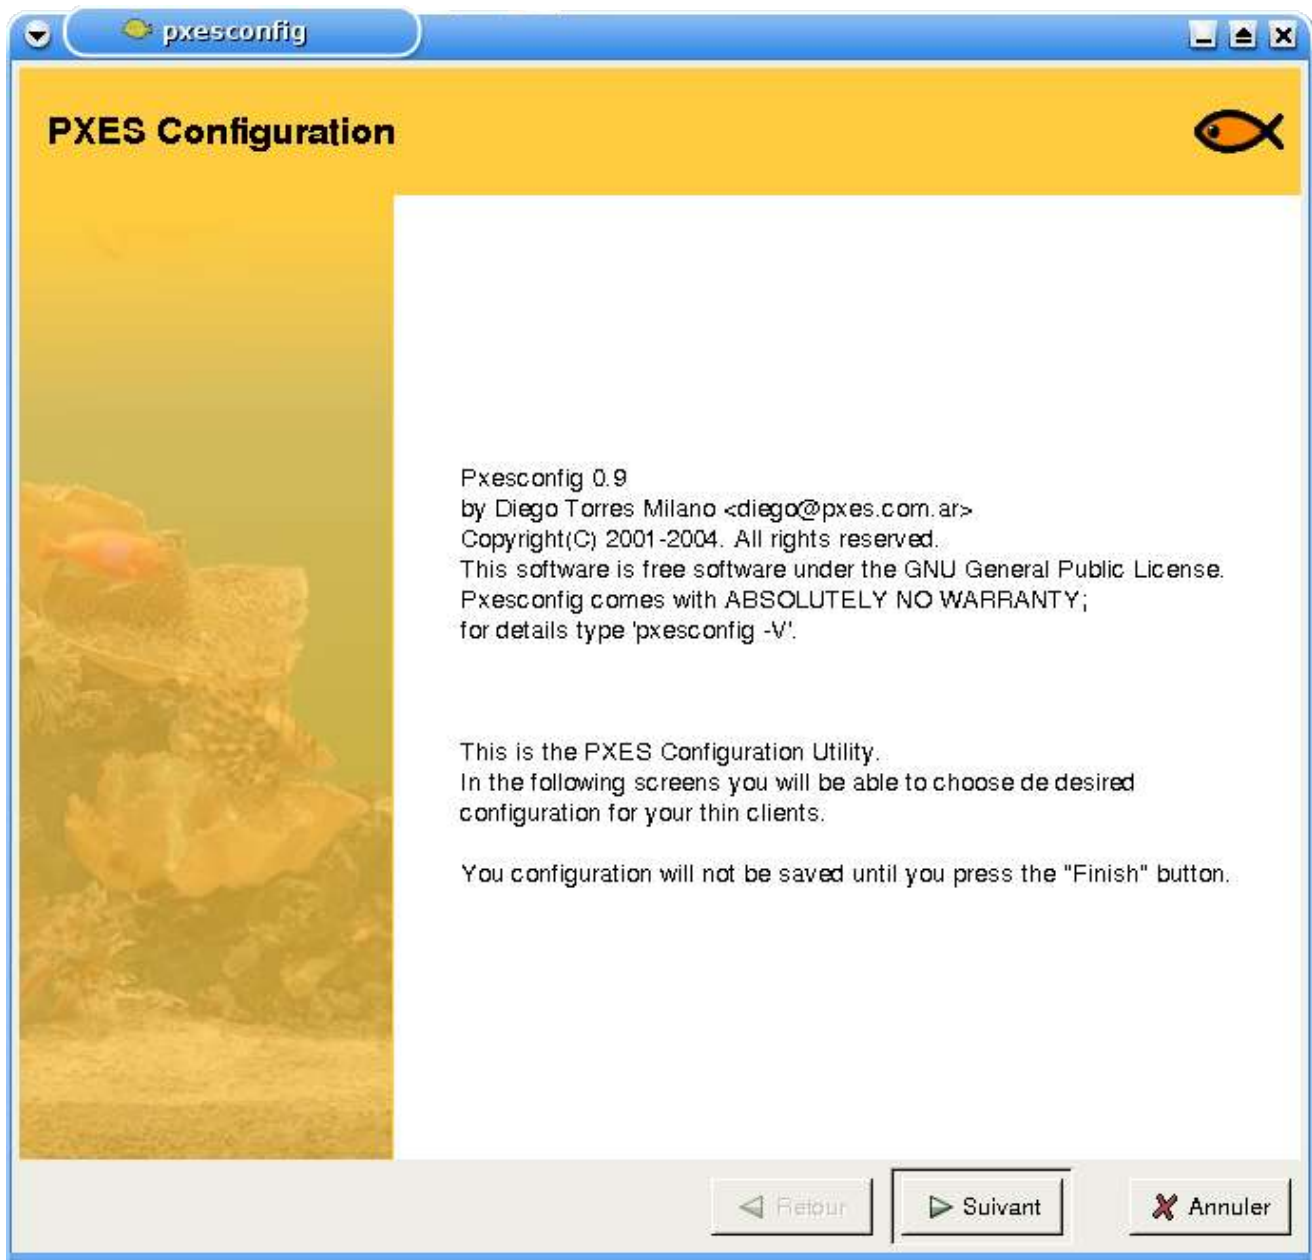 pxesconfig
PXES Configuration
Pxesconfig 0.9
by Diego Torres Milano <diego@pxes.com.ar>
Copyright(C) 2001-2004. All rights reserved.
This software is free software under the GNU General Public License.
Pxesconfig comes with ABSOLUTELY NO WARRANTY;
for details type 'pxesconfig -V'.
This is the PXES Configuration Utility.
In the following screens you will be able to choose de desired
configuration for your thin clients.
You configuration will not be saved until you press the "Finish" button.
Retour
Suivant
Annuler